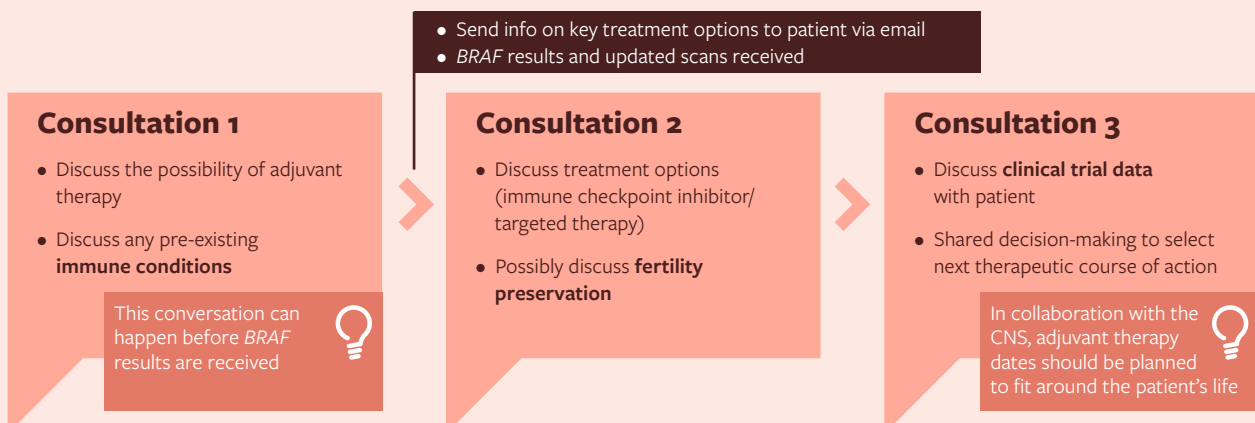 • Send info on key treatment options to patient via email
• BRAF results and updated scans received
Consultation 1
• Discuss the possibility of adjuvant
therapy
• Discuss any pre-existing
immune conditions
This conversation can
happen before BRAF
results are received
Consultation 2
• Discuss treatment options
(immune checkpoint inhibitor/
targeted therapy)
• Possibly discuss fertility
preservation
Consultation 3
• Discuss clinical trial data
with patient
• Shared decision-making to select
next therapeutic course of action
In collaboration with the
CNS, adjuvant therapy
dates should be planned
to fit around the patient’s life